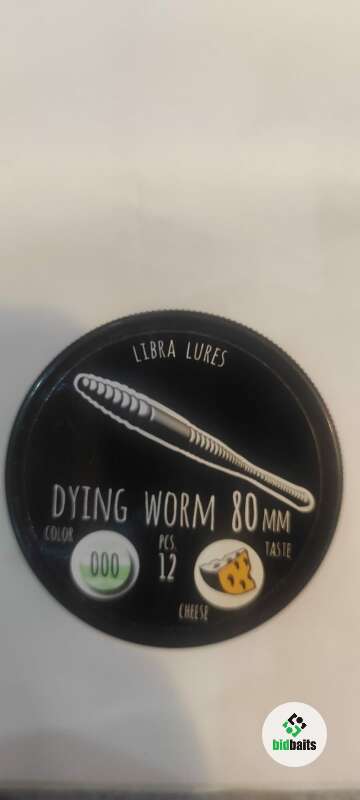 LIBRA LURES
DYING WORM 80 MM
COLOR
000
PCS.
12
TASTE
CHEESE
bidbaits